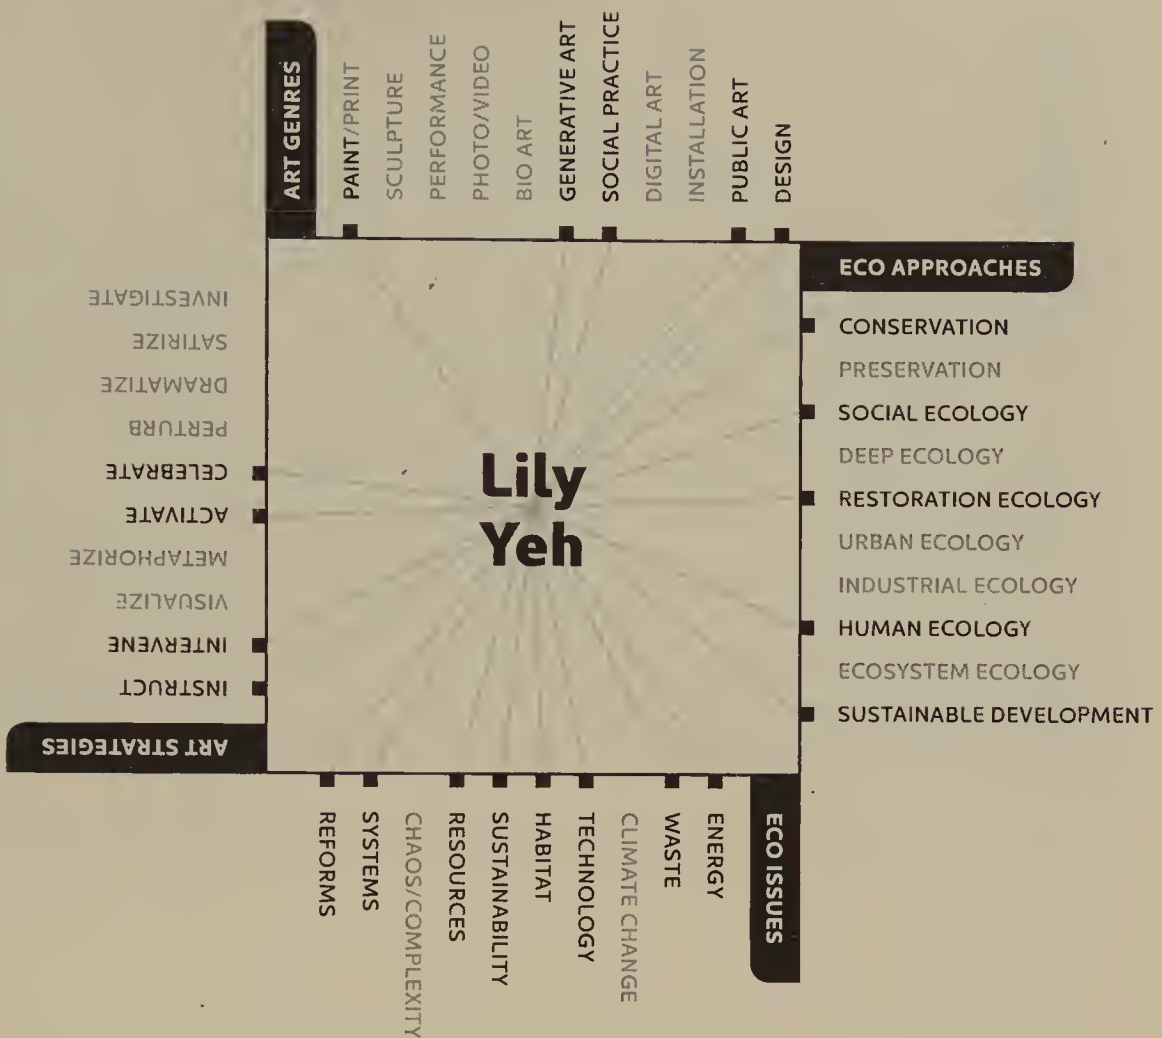 ART GENRES
PAINT/PRINT
SCULPTURE
PERFORMANCE
PHOTO/VIDEO
BIO ART
GENERATIVE ART
SOCIAL PRACTICE
DIGITAL ART
INSTALLATION
PUBLIC ART
DESIGN
ECO APPROACHES
CONSERVATION
PRESERVATION
SOCIAL ECOLOGY
DEEP ECOLOGY
RESTORATION ECOLOGY
URBAN ECOLOGY
INDUSTRIAL ECOLOGY
HUMAN ECOLOGY
ECOSYSTEM ECOLOGY
SUSTAINABLE DEVELOPMENT
ECO ISSUES
ENERGY
WASTE
CLIMATE CHANGE
TECHNOLOGY
HABITAT
SUSTAINABILITY
RESOURCES
CHAOS/COMPLEXITY
SYSTEMS
REFORMS
ART STRATEGIES
INSTRUCT
INTERVENE
VISUALIZE
METAPHORIZE
ACTIVATE
CELEBRATE
PERTURB
DRAMATIZE
SATIRIZE
INVESTIGATE
Lily
Yeh